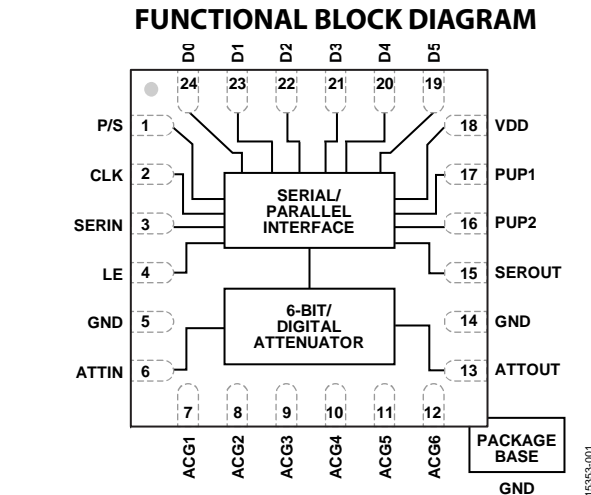 FUNCTIONAL BLOCK DIAGRAM
D0 D1 D2 D3 D4 D5
24 23 22 21 20 19
P/S 1
18 VDD
CLK 2
17 PUP1
SERIN 3
16 PUP2
LE 4
15 SEROUT
GND 5
14 GND
ATTIN 6
13 ATTOUT
SERIAL/
PARALLEL
INTERFACE
6-BIT/
DIGITAL
ATTENUATOR
7 8 9 10 11 12
ACG1 ACG2 ACG3 ACG4 ACG5 ACG6
PACKAGE
BASE
GND
15353-001